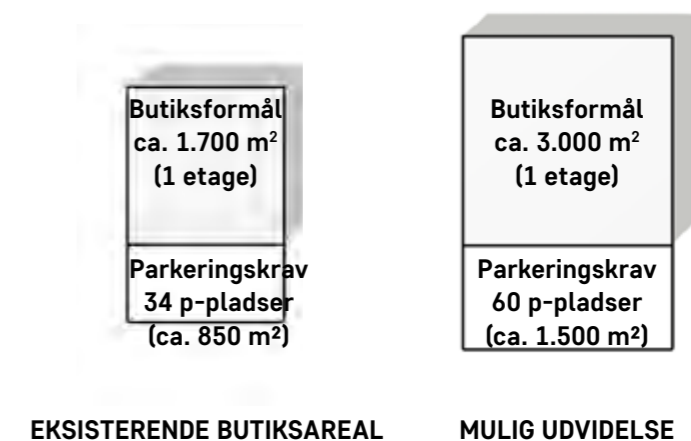 Butiksformål
ca. 1.700 m²
(1 etage)
Parkeringskrav
34 p-pladser
(ca. 850 m²)
EKSISTERENDE BUTIKSAREAL
Butiksformål
ca. 3.000 m²
(1 etage)
Parkeringskrav
60 p-pladser
(ca. 1.500 m²)
MULIG UDVIDELSE